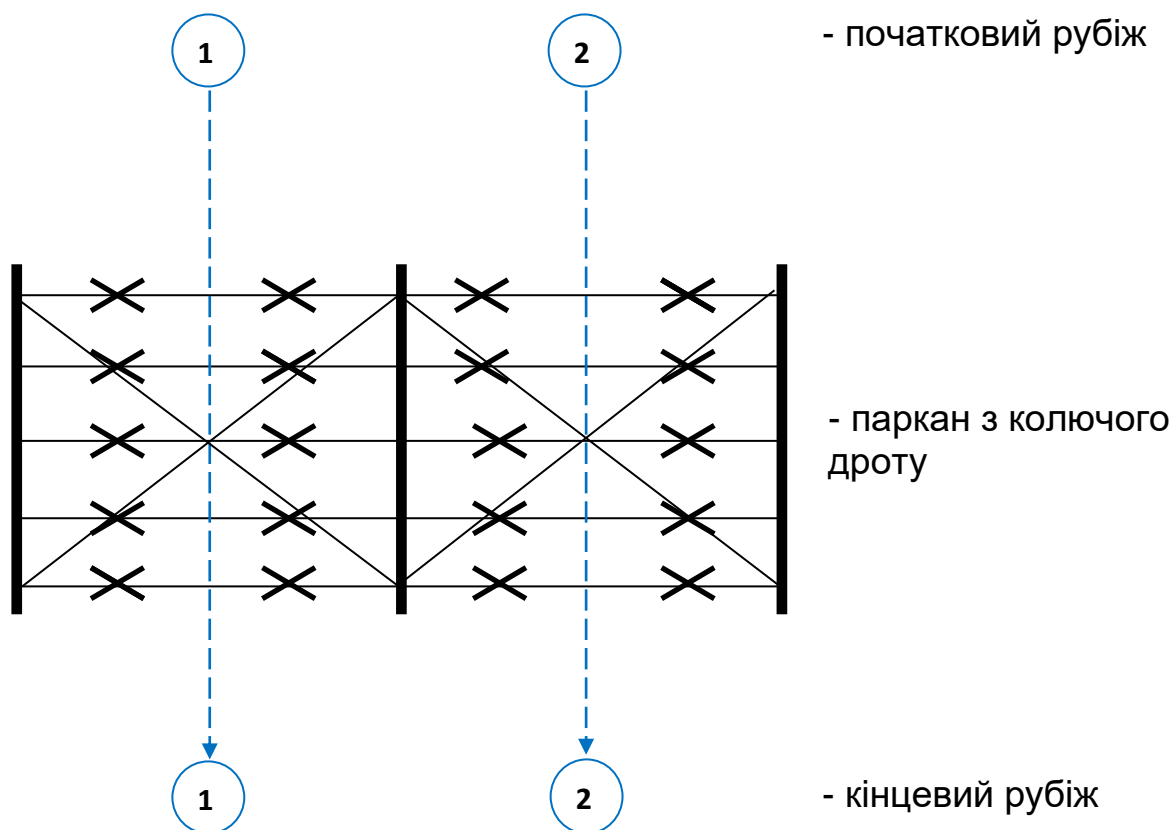 1
2
- початковий рубіж
- паркан з колючого
дроту
1
2
- кінцевий рубіж